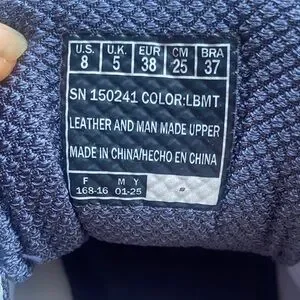 U.S. U.K. EUR CM BRA
8 5 38 25 37
SN 150241 COLOR:LBMT
LEATHER AND MAN MADE UPPER
MADE IN CHINA/HECHO EN CHINA
F M Y
168-16 01-25